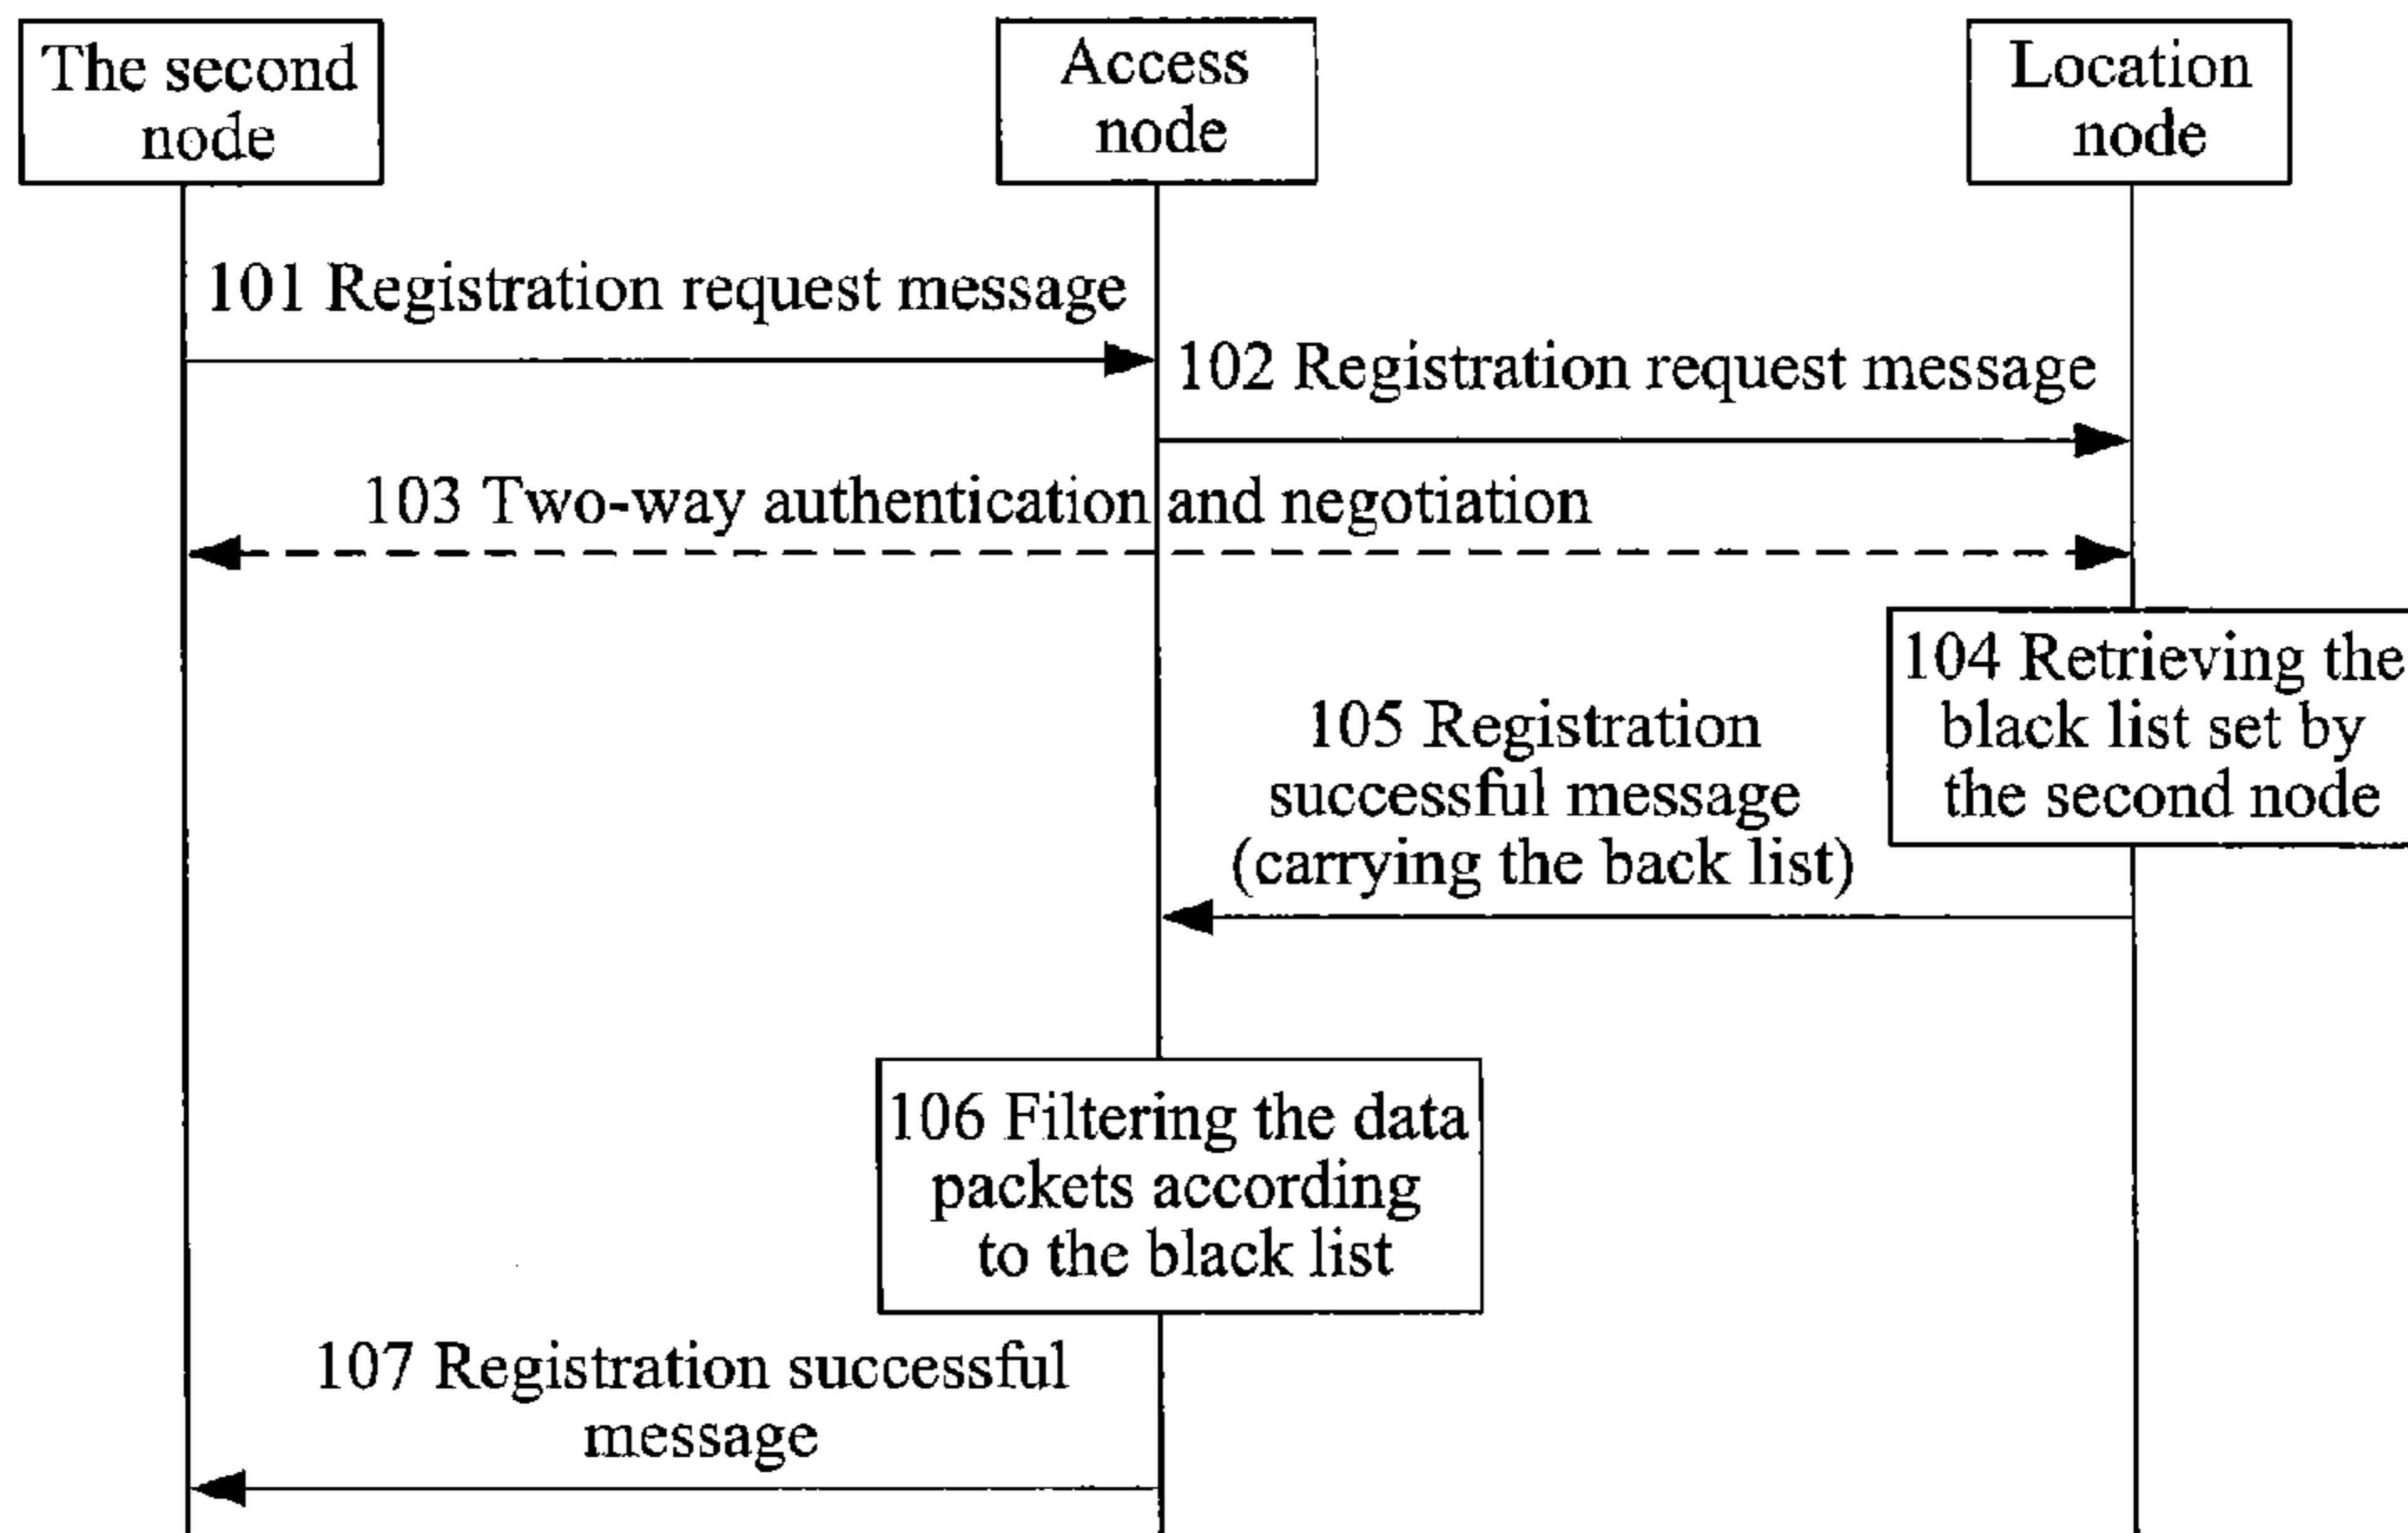 The second
node
Access
node
Location
node
101 Registration request message
102 Registration request message
103 Two-way authentication and negotiation
104 Retrieving the
black list set by
the second node
105 Registration
successful message
(carrying the back list)
106 Filtering the data
packets according
to the black list
107 Registration successful
message